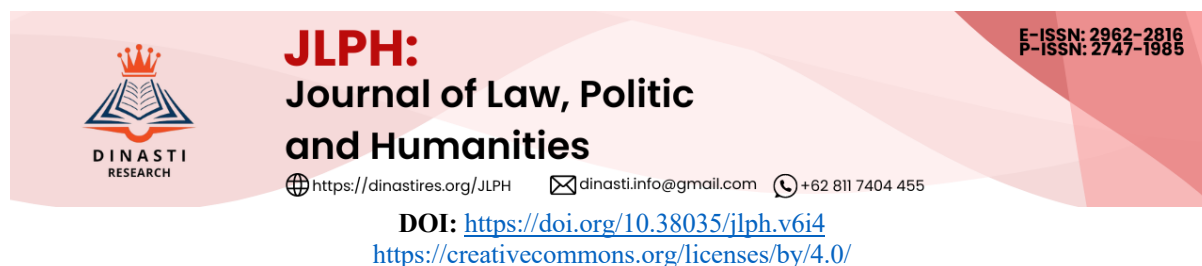 JLPH:
Journal of Law, Politic
and Humanities
E-ISSN: 2962-2816
P-ISSN: 2747-1985
DINASTI
RESEARCH
https://dinastires.org/JLPH dinasti.info@gmail.com +62 811 7404 455
DOI: https://doi.org/10.38035/jlph.v6i4
https://creativecommons.org/licenses/by/4.0/